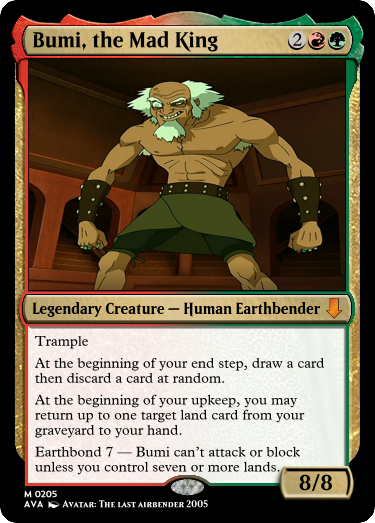 Bumi, the Mad King 2
Legendary Creature — Human Earthbender
Trample
At the beginning of your end step, draw a card
then discard a card at random.
At the beginning of your upkeep, you may
return up to one target land card from your
graveyard to your hand.
Earthbond 7 — Bumi can't attack or block
unless you control seven or more lands.
8/8
M 0205
AVA Avatar: The last airbender 2005